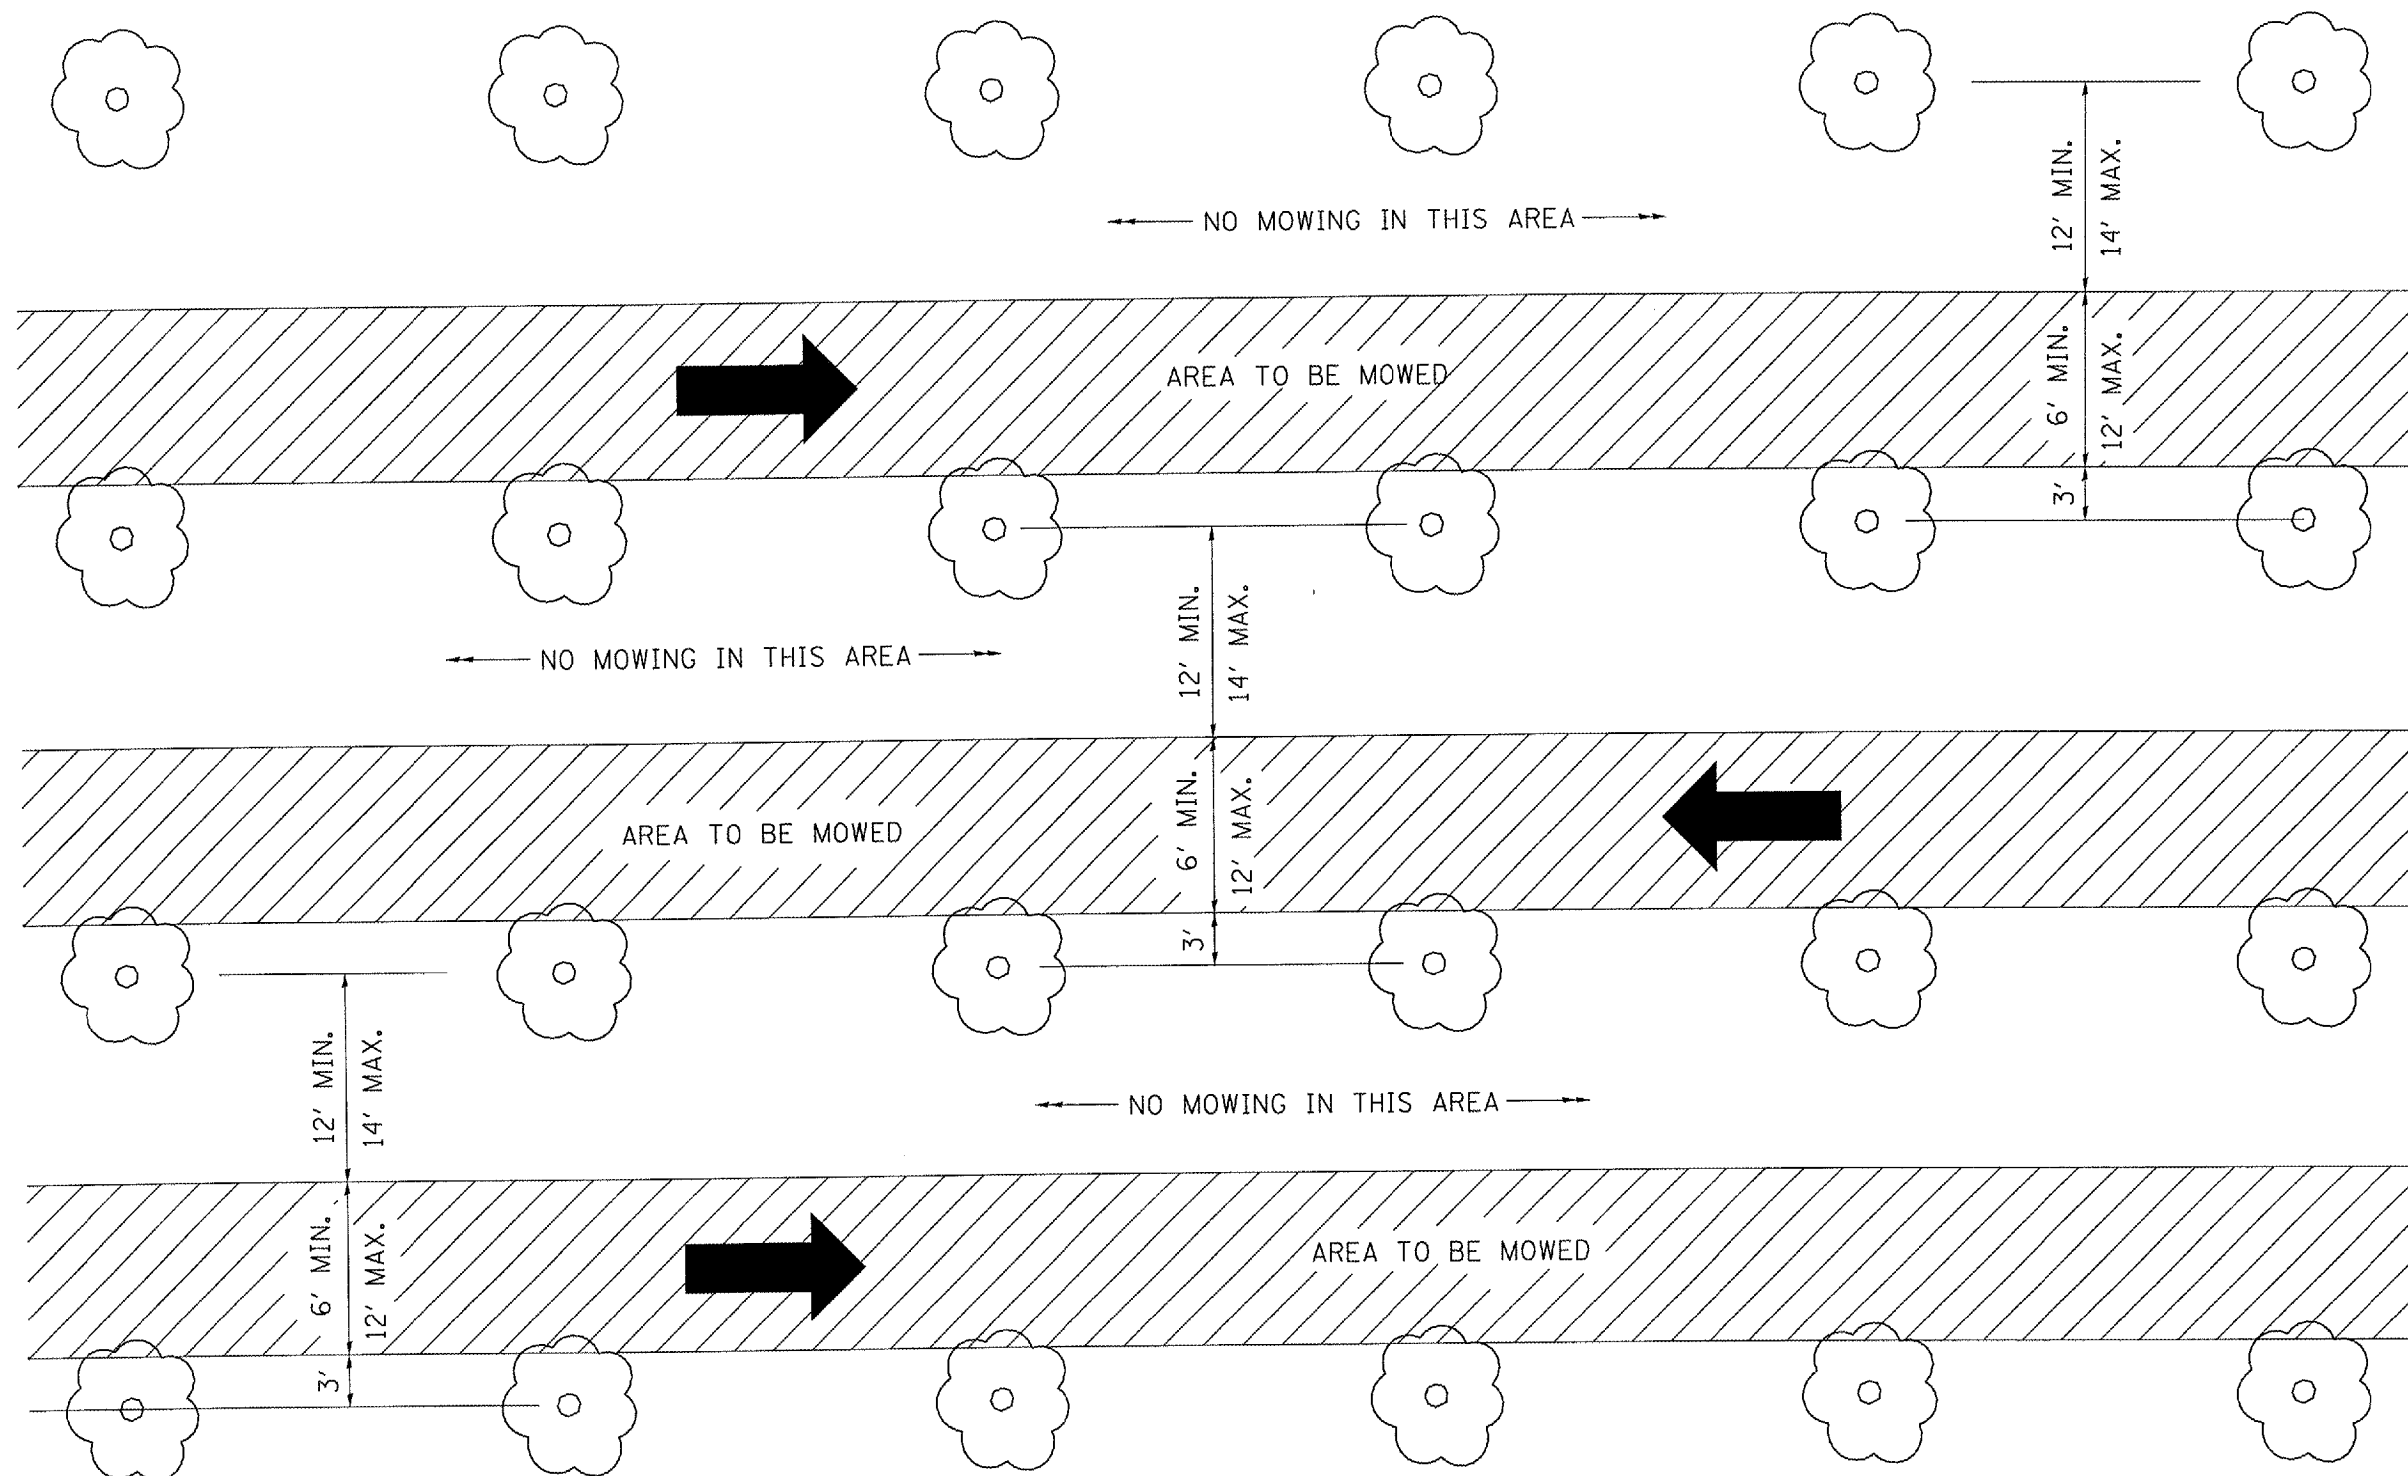 12' MIN.
14' MAX.
NO MOWING IN THIS AREA
6' MIN.
12' MAX.
AREA TO BE MOWED
3'
12' MIN.
14' MAX.
NO MOWING IN THIS AREA
6' MIN.
12' MAX.
AREA TO BE MOWED
3'
12' MIN.
14' MAX.
NO MOWING IN THIS AREA
6' MIN.
12' MAX.
AREA TO BE MOWED
3'